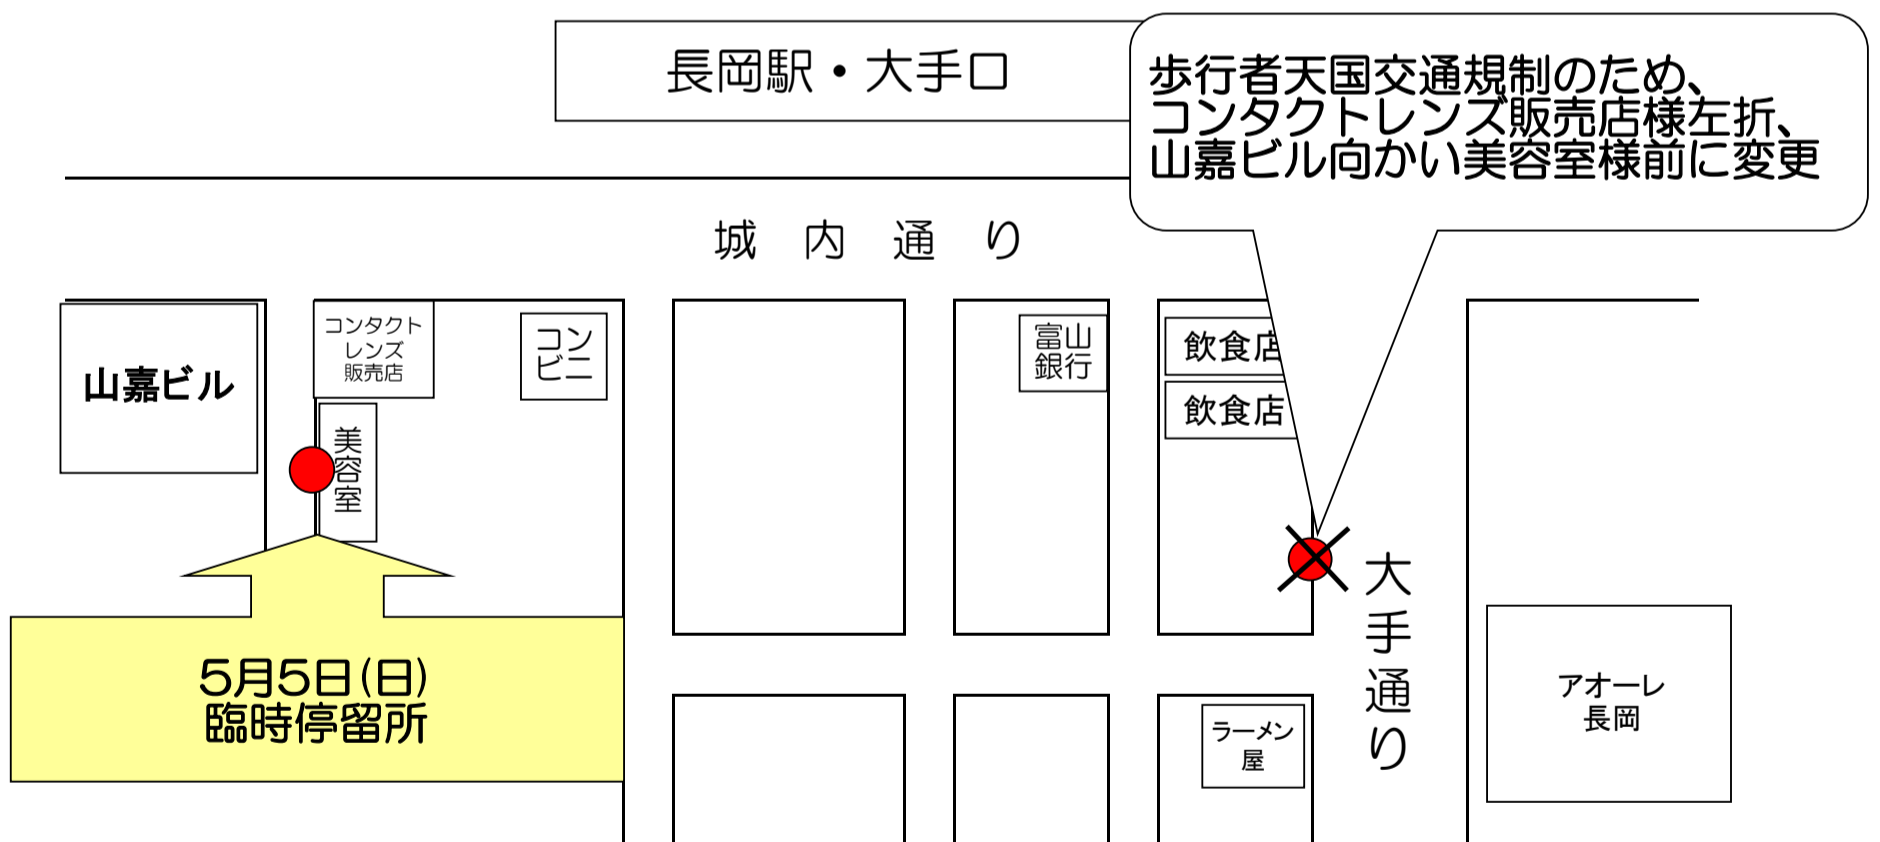 長岡駅・大手口
歩行者天国交通規制のため、
コンタクトレンズ販売店様左折、
山嘉ビル向かい美容室様前に変更
城内通り
山嘉ビル
コンタクト
レンズ
販売店
コン
ビニ
富山
銀行
飲食店
飲食店
美容室
大手通り
5月5日(日)
臨時停留所
ラーメン
屋
アオーレ
長岡